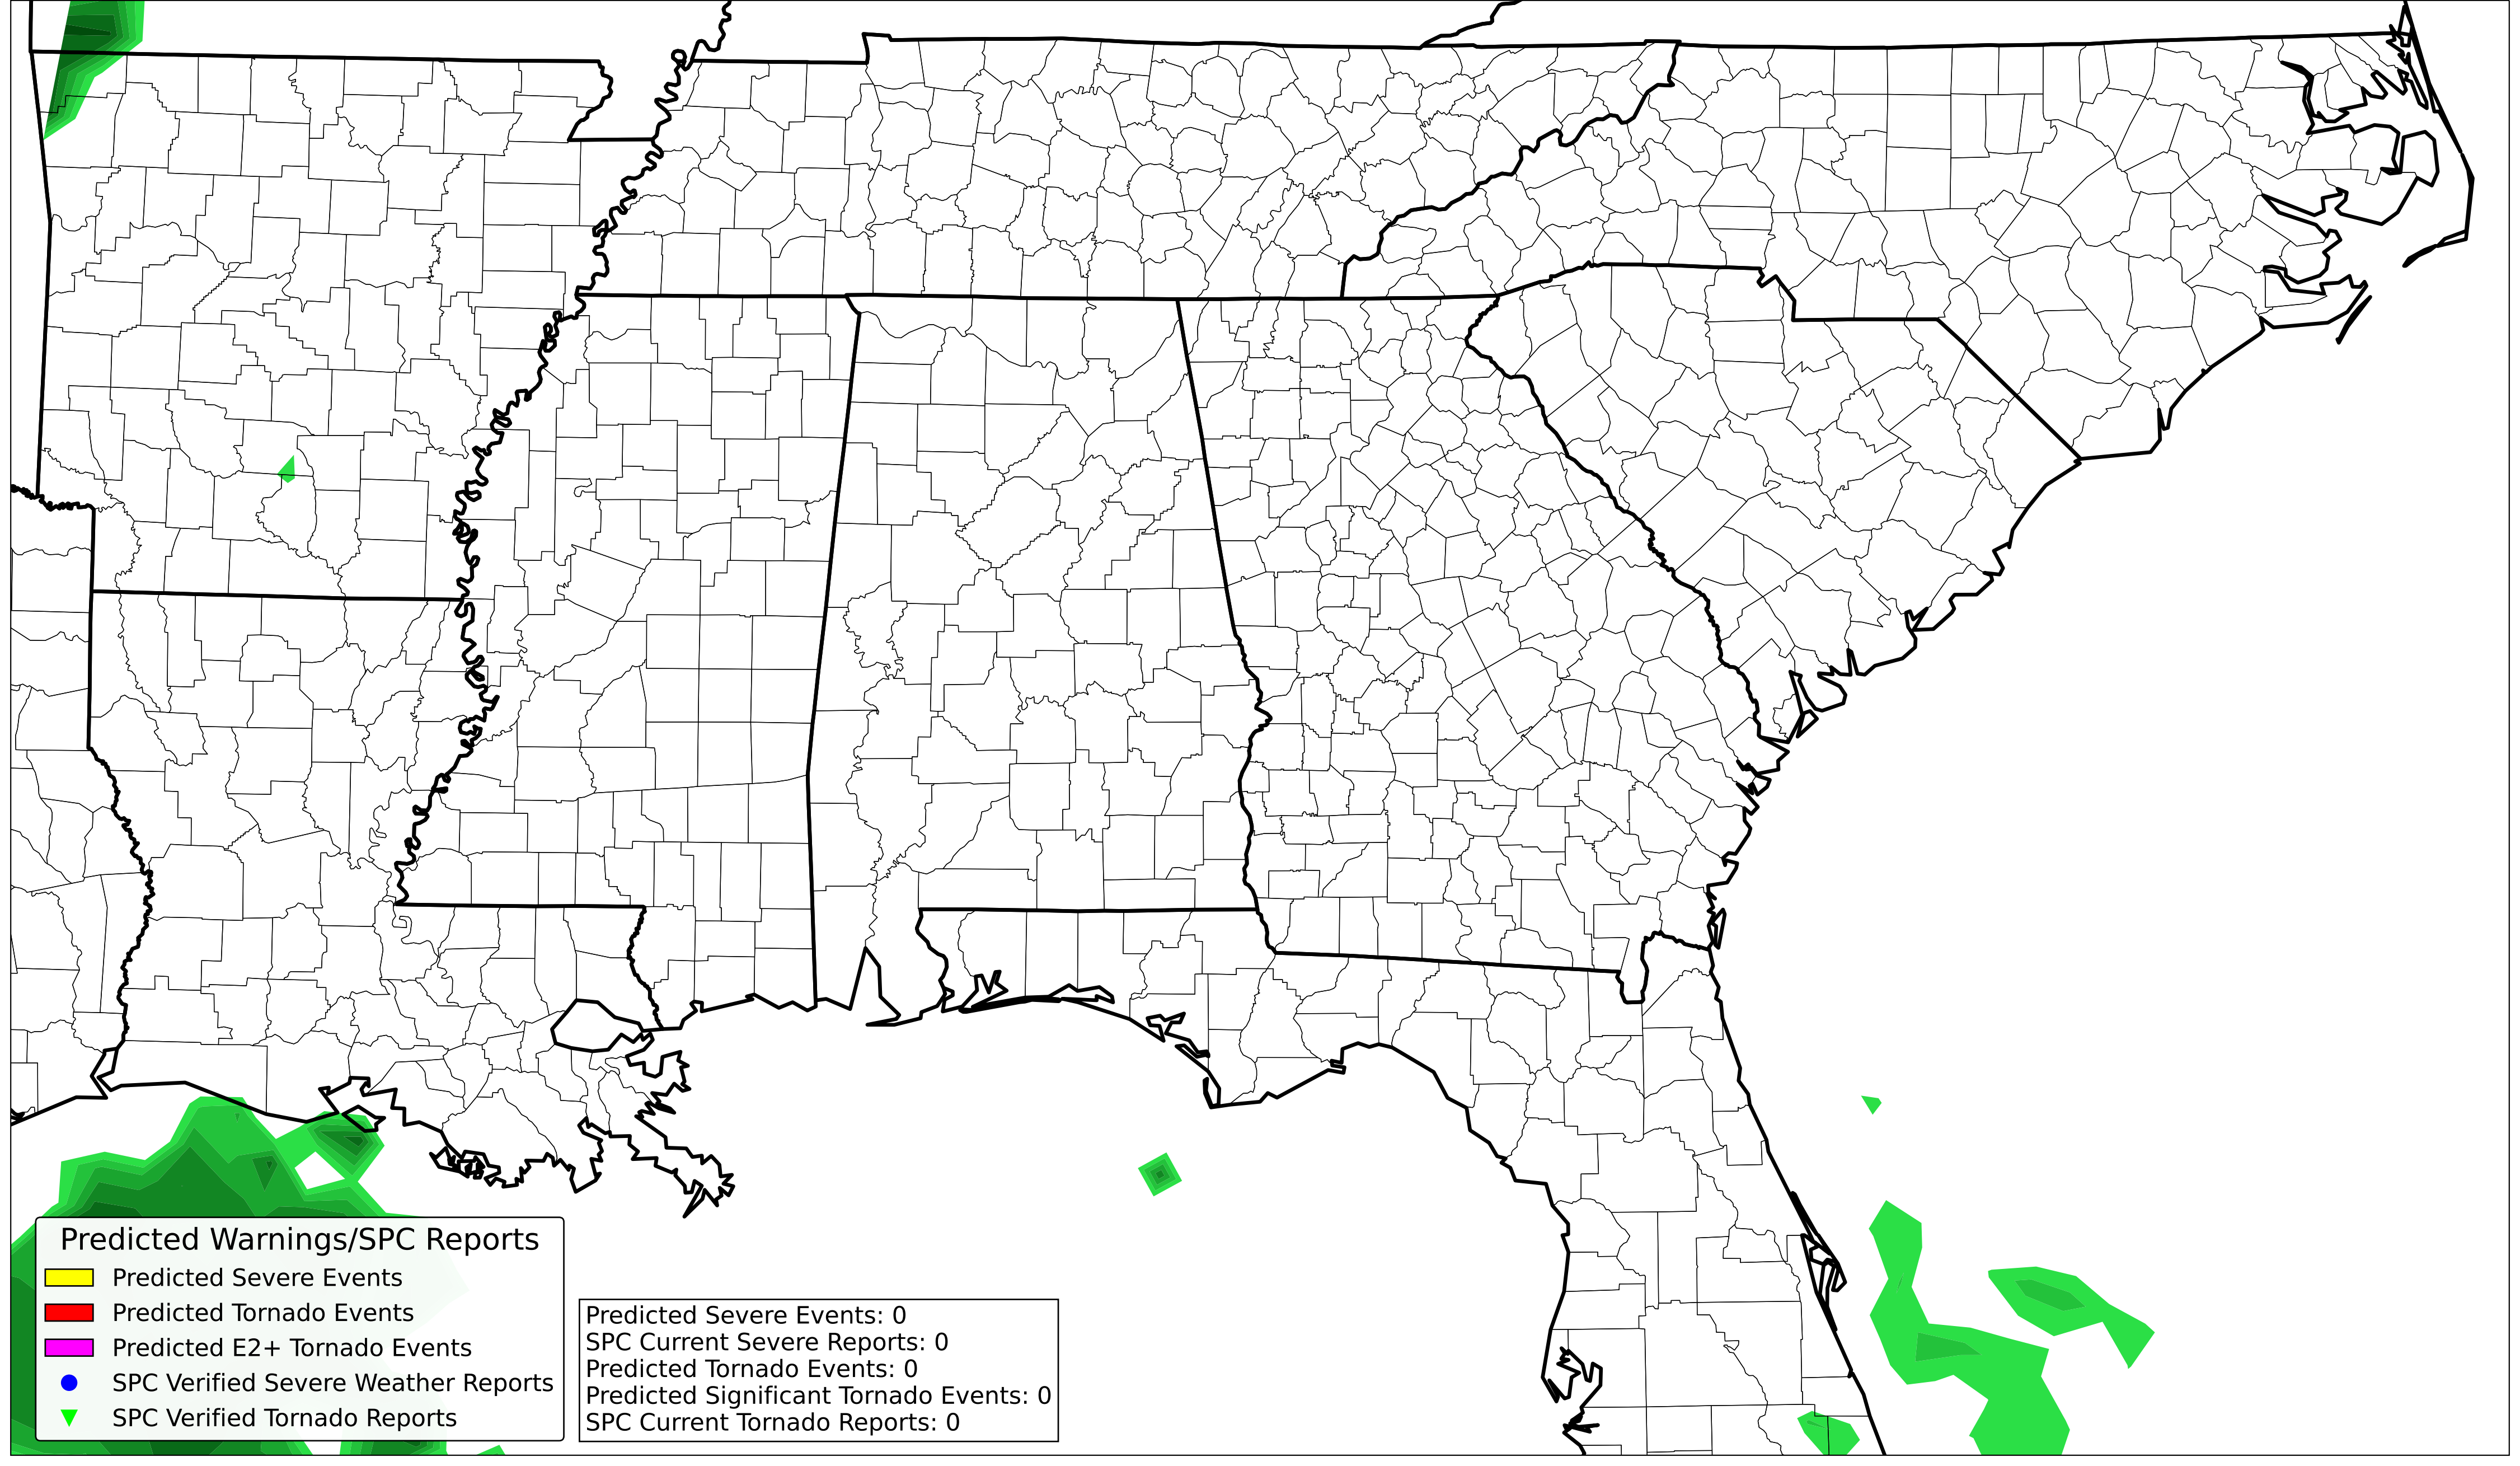 Predicted Warnings/SPC Reports
Predicted Severe Events
Predicted Tornado Events
Predicted E2+ Tornado Events
SPC Verified Severe Weather Reports
SPC Verified Tornado Reports
Predicted Severe Events: 0
SPC Current Severe Reports: 0
Predicted Tornado Events: 0
Predicted Significant Tornado Events: 0
SPC Current Tornado Reports: 0